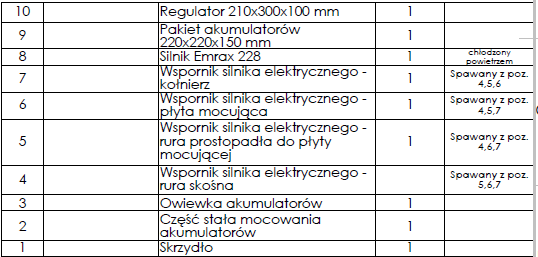 10 Regulator 210x300x100 mm 1
9 Pakiet akumulatorów
220x220x150 mm 1
8 Silnik Emrax 228 1 chłodzony
powietrzem
7 Wspornik silnika elektrycznego -
kołnierz 1 Spawany z poz.
4,5,6
6 Wspornik silnika elektrycznego -
płyta mocująca 1 Spawany z poz.
4,5,7
5 Wspornik silnika elektrycznego -
rura prostopadła do płyty
mocującej 1 Spawany z poz.
4,6,7
4 Wspornik silnika elektrycznego -
rura skośna 1 Spawany z poz.
5,6,7
3 Owiewka akumulatorów 1
2 Część stała mocowania
akumulatorów 1
1 Skrzydło 1